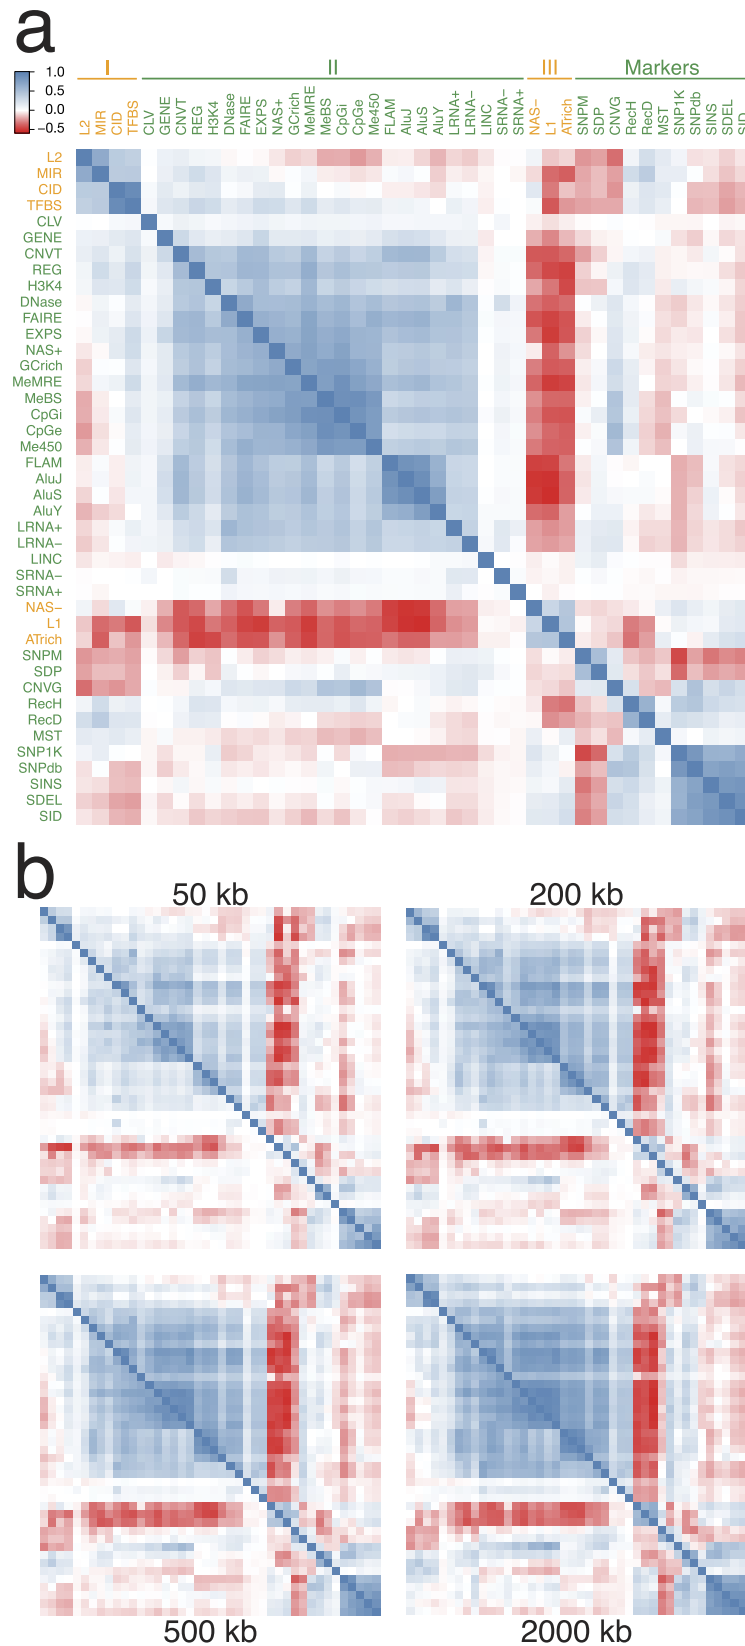 a
I II III Markers
1.0
0.5
0.0
−0.5
L2 MIR CID TFBS CLV GENE CNVT REG H3K4 DNase FAIRE EXPS NAS+ GCrich MeMRE MeBS CpGi CpGe Me450 FLAM AluJ AluS AluY LRNA+ LRNA− LINC SRNA− SRNA+ NAS− L1 ATrich SNPM SDP CNVG RecH RecD MST SNP1K SNPdb SINS SDEL SID
L2
MIR
CID
TFBS
CLV
GENE
CNVT
REG
H3K4
DNase
FAIRE
EXPS
NAS+
GCrich
MeMRE
MeBS
CpGi
CpGe
Me450
FLAM
AluJ
AluS
AluY
LRNA+
LRNA−
LINC
SRNA−
SRNA+
NAS−
L1
ATrich
SNPM
SDP
CNVG
RecH
RecD
MST
SNP1K
SNPdb
SINS
SDEL
SID
b
50 kb 200 kb
500 kb 2000 kb